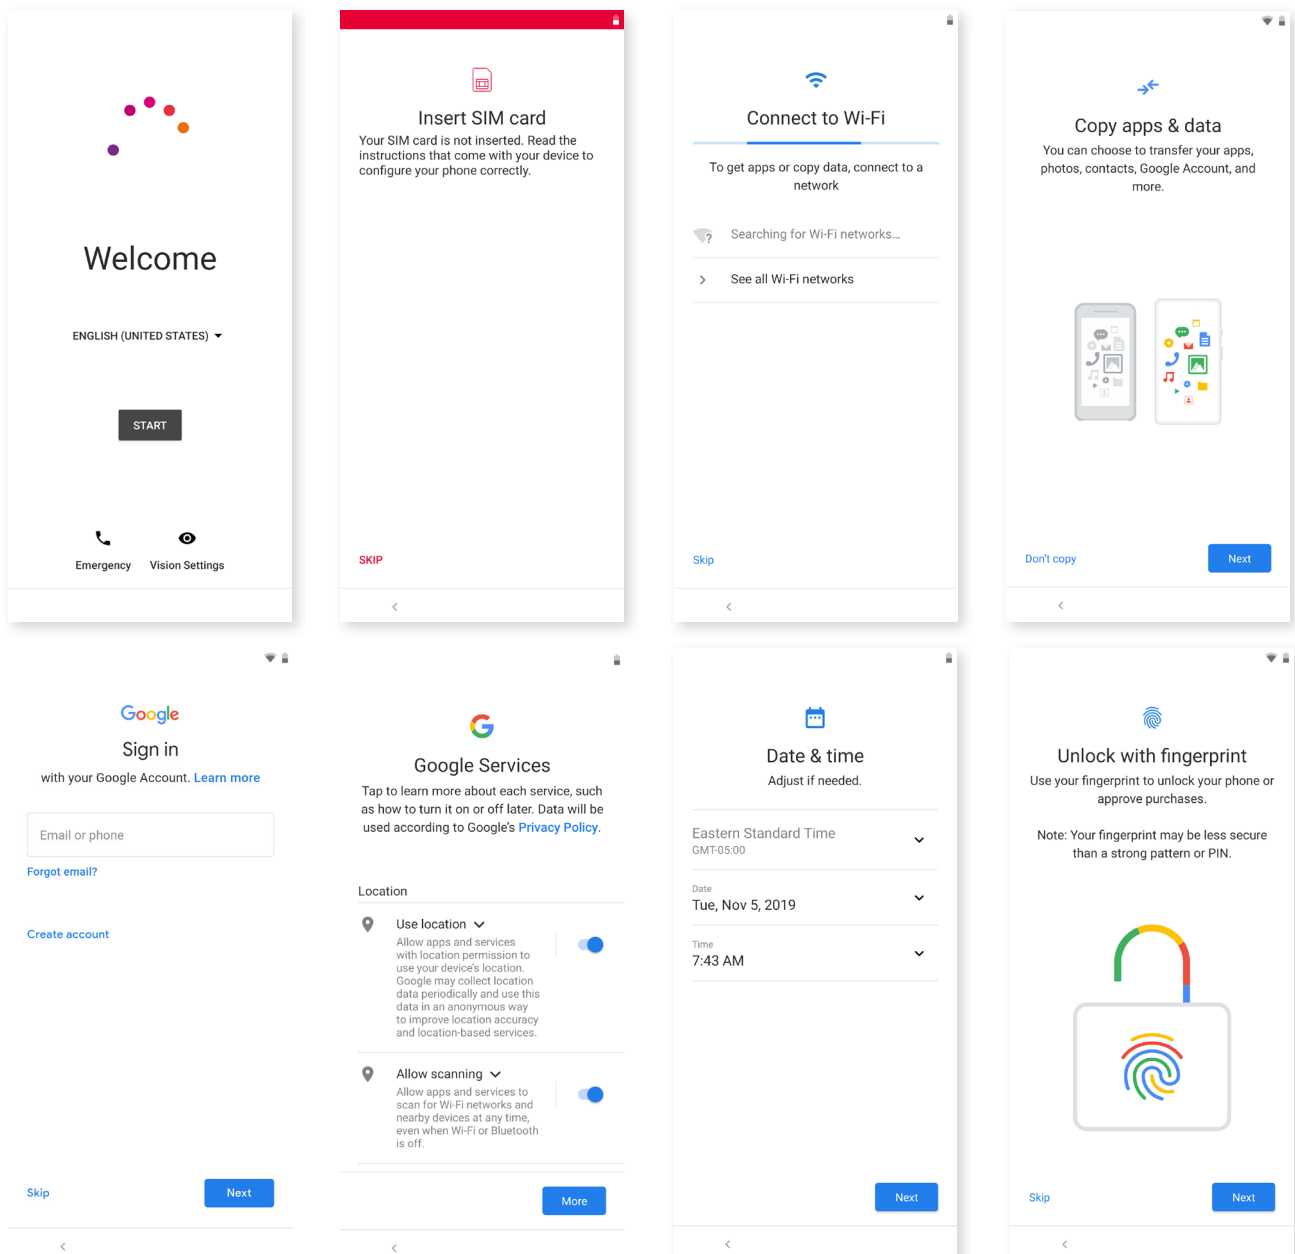 Welcome
ENGLISH (UNITED STATES)
START
Emergency
Vision Settings
Insert SIM card
Your SIM card is not inserted. Read the
instructions that come with your device to
configure your phone correctly.
SKIP
Connect to Wi-Fi
To get apps or copy data, connect to a
network
Searching for Wi-Fi networks…
See all Wi-Fi networks
Skip
Copy apps & data
You can choose to transfer your apps,
photos, contacts, Google Account, and
more.
Don't copy
Next
Google
Sign in
with your Google Account. Learn more
Email or phone
Forgot email?
Create account
Skip
Next
G
Google Services
Tap to learn more about each service, such
as how to turn it on or off later. Data will be
used according to Google's Privacy Policy.
Location
Use location
Allow apps and services
with location permission to
use your device's location.
Google may collect location
data periodically and use this
data in an anonymous way
to improve location accuracy
and location-based services.
Allow scanning
Allow apps and services to
scan for Wi-Fi networks and
nearby devices at any time,
even when Wi-Fi or Bluetooth
is off.
More
Date & time
Adjust if needed.
Eastern Standard Time
GMT-05:00
Date
Tue, Nov 5, 2019
Time
7:43 AM
Next
Unlock with fingerprint
Use your fingerprint to unlock your phone or
approve purchases.
Note: Your fingerprint may be less secure
than a strong pattern or PIN.
Skip
Next